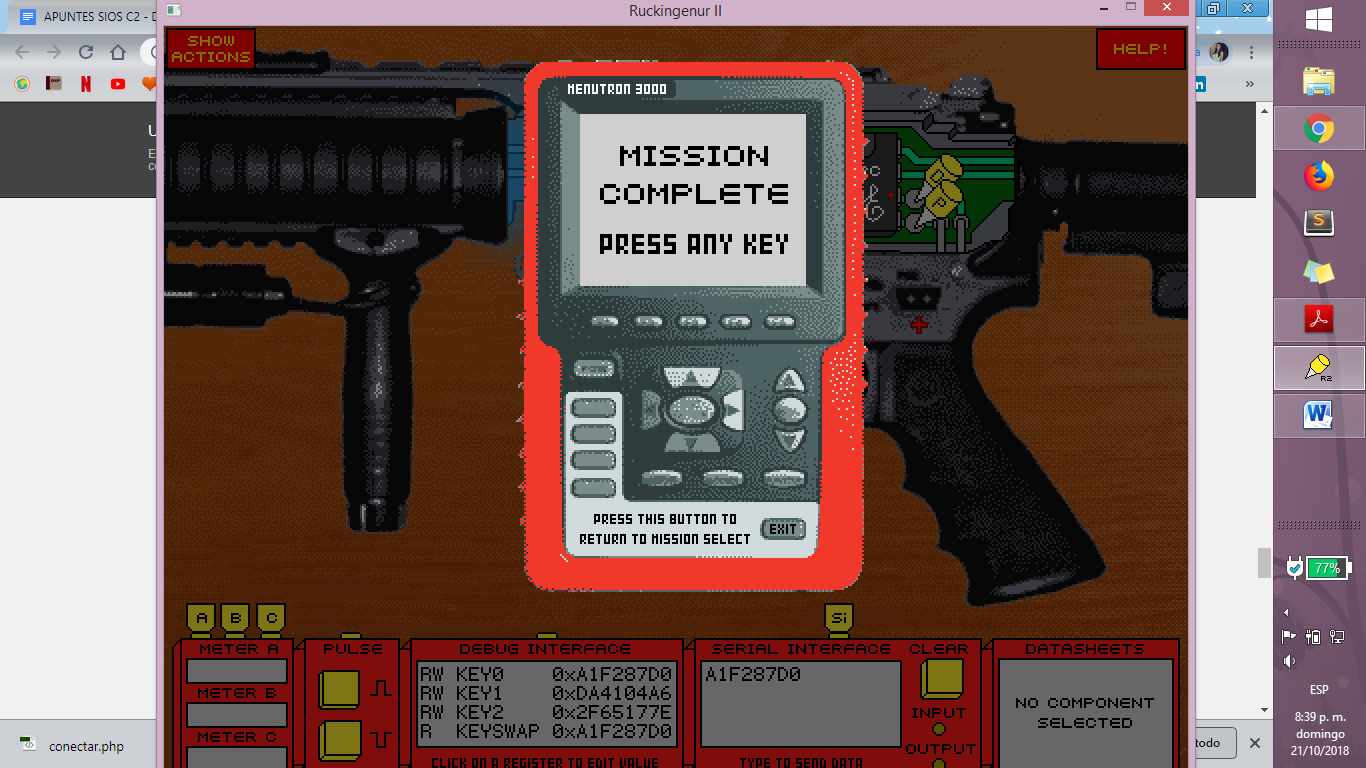 APUNTES SIOS C2 - D
Ruckingenur II
SHOW
ACTIONS
HELP!
MENUTRON 3000
MISSION
COMPLETE
PRESS ANY KEY
PRESS THIS BUTTON TO
RETURN TO MISSION SELECT
EXIT
A B C
Si
METER A
METER B
METER C
PULSE
DEBUG INTERFACE
RW KEY0 0xA1F287D0
RW KEY1 0xDA4104A6
RW KEY2 0x2F65177E
R KEYSWAP 0xA1F287D0
CLICK ON A REGISTER TO EDIT VALUE
SERIAL INTERFACE
A1F287D0
TYPE TO SEND DATA
CLEAR
INPUT
OUTPUT
DATASHEETS
NO COMPONENT
SELECTED
conectar.php
todo
R2
77%
ESP
8:39 p. m.
domingo
21/10/2018